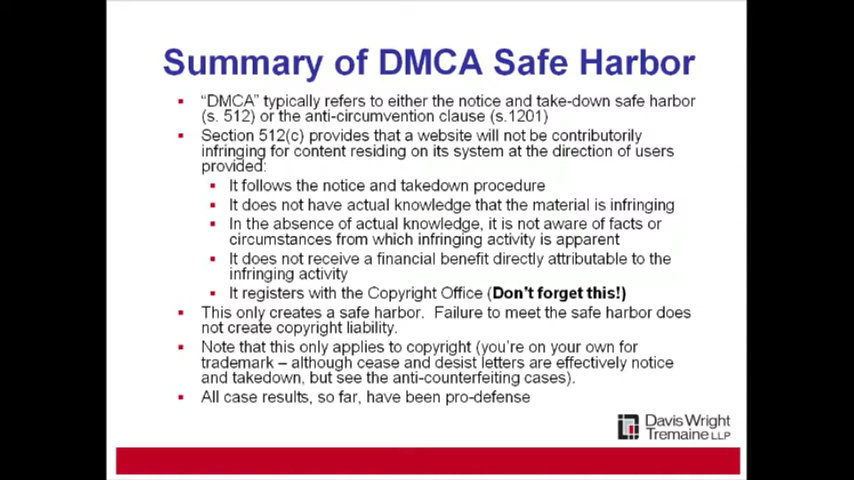 Summary of DMCA Safe Harbor
"DMCA" typically refers to either the notice and take-down safe harbor
(s. 512) or the anti-circumvention clause (s.1201)
Section 512(c) provides that a website will not be contributorily
infringing for content residing on its system at the direction of users
provided:
It follows the notice and takedown procedure
It does not have actual knowledge that the material is infringing
In the absence of actual knowledge, it is not aware of facts or
circumstances from which infringing activity is apparent
It does not receive a financial benefit directly attributable to the
infringing activity
It registers with the Copyright Office (Don't forget this!)
This only creates a safe harbor.  Failure to meet the safe harbor does
not create copyright liability.
Note that this only applies to copyright (you're on your own for
trademark – although cease and desist letters are effectively notice
and takedown, but see the anti-counterfeiting cases).
All case results, so far, have been pro-defense
Davis Wright
Tremaine LLP